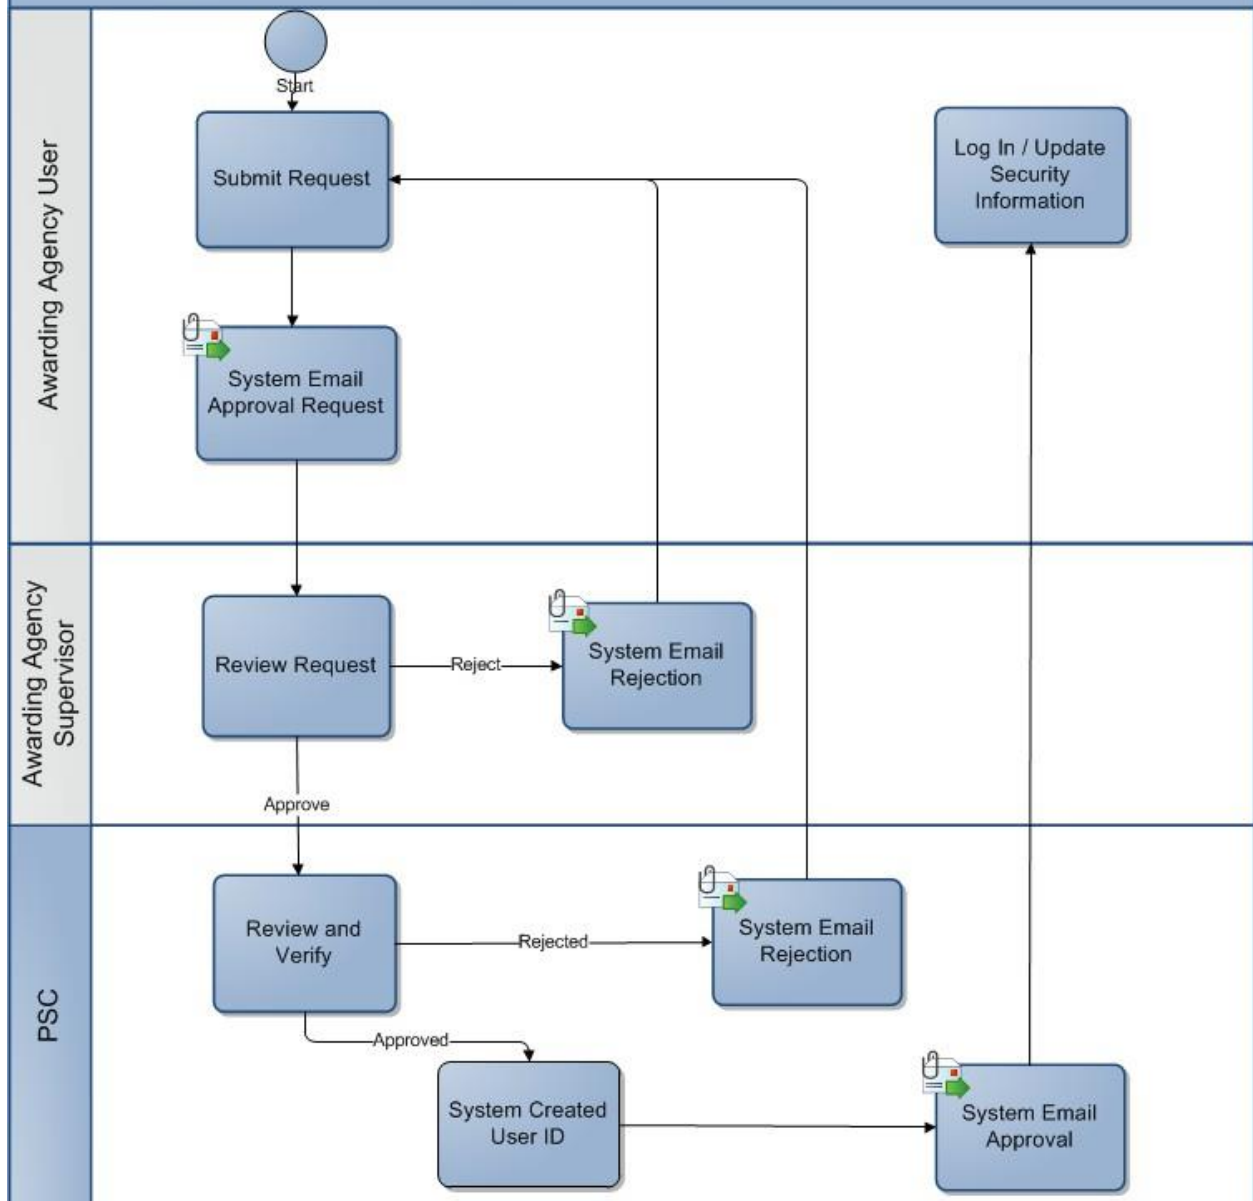 Awarding Agency User
Start
Submit Request
Log In / Update
Security
Information
System Email
Approval Request
Awarding Agency
Supervisor
Review Request
Reject
System Email
Rejection
Approve
PSC
Review and
Verify
Rejected
System Email
Rejection
Approved
System Created
User ID
System Email
Approval